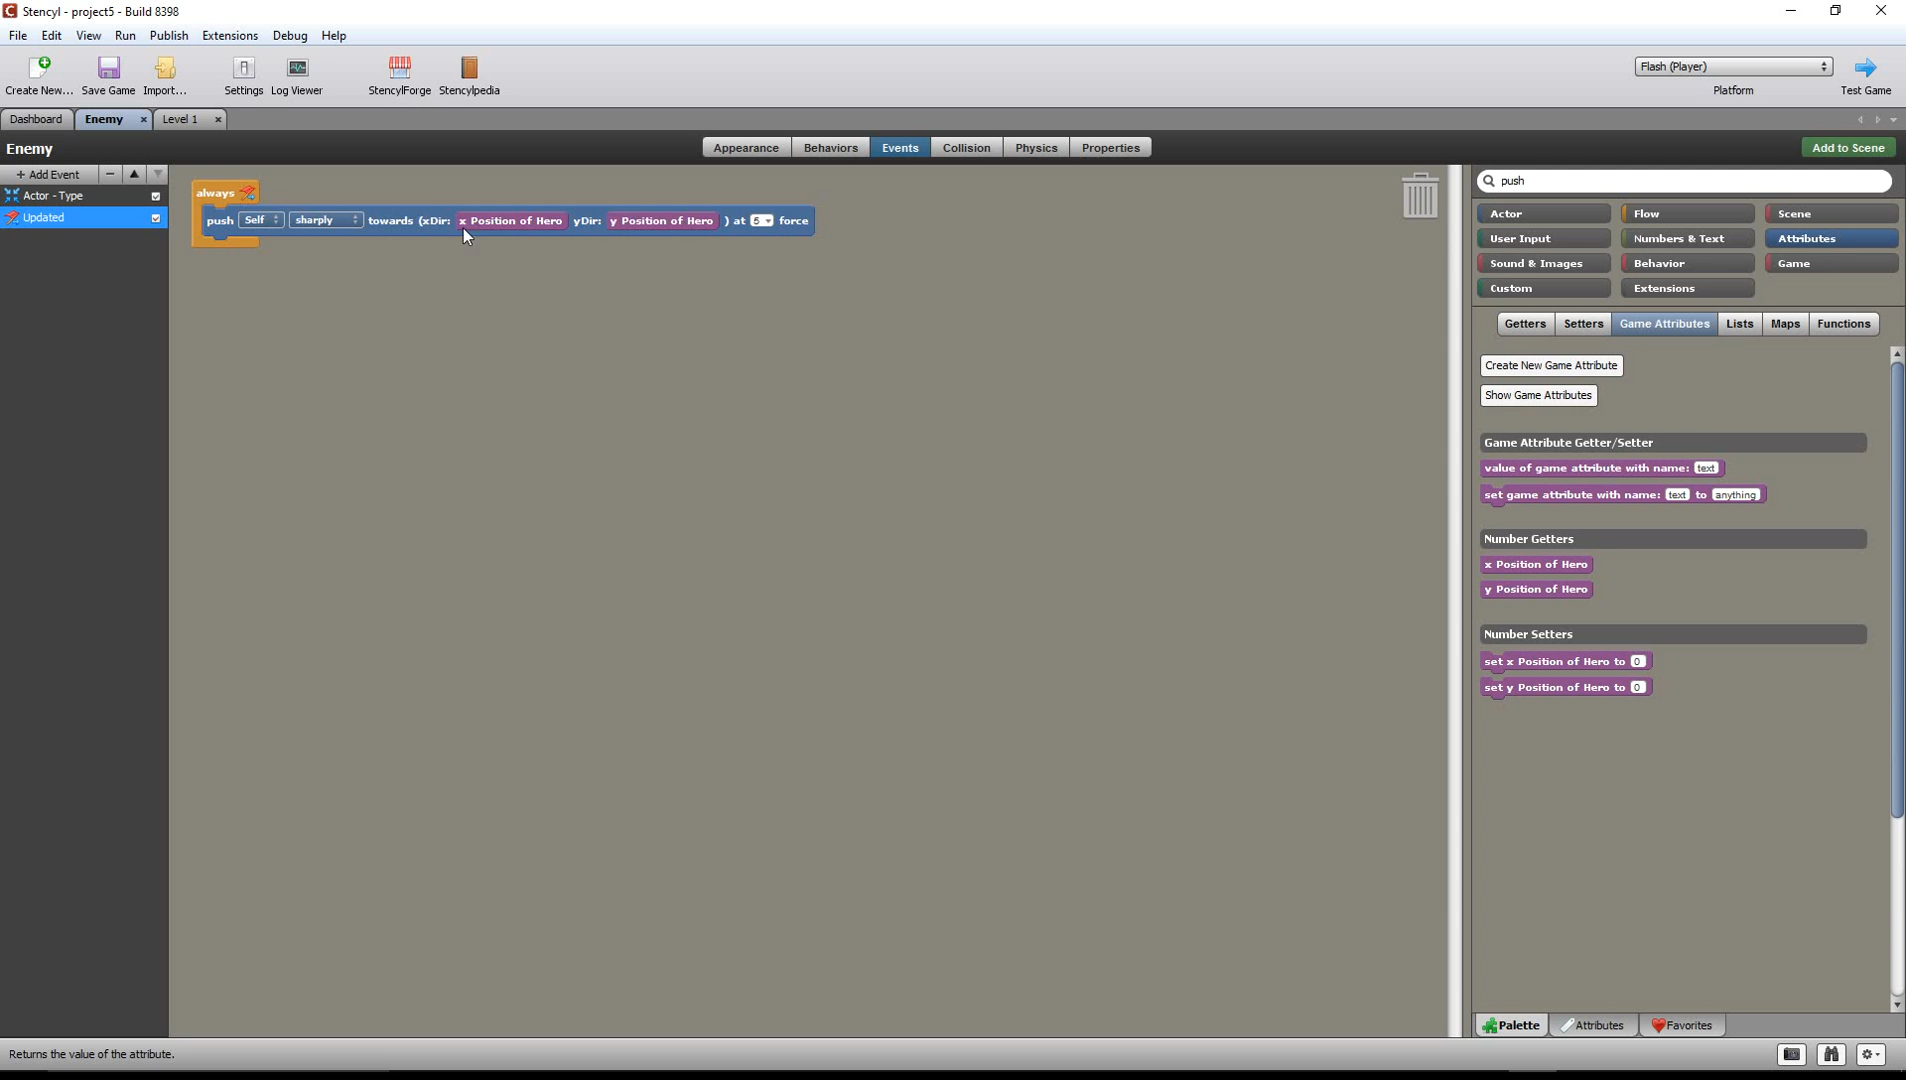 Stencyl - project5 - Build 8398
File Edit View Run Publish Extensions Debug Help
Create New... Save Game Import... Settings Log Viewer StencylForge Stencylpedia Flash (Player) Platform Test Game
Dashboard Enemy Level 1
Enemy Appearance Behaviors Events Collision Physics Properties Add to Scene
+ Add Event
Actor - Type
Updated
always
push Self sharply towards (xDir: x Position of Hero yDir: y Position of Hero ) at 5 force
push
Actor Flow Scene
User Input Numbers & Text Attributes
Sound & Images Behavior Game
Custom Extensions
Getters Setters Game Attributes Lists Maps Functions
Create New Game Attribute
Show Game Attributes
Game Attribute Getter/Setter
value of game attribute with name: text
set game attribute with name: text to anything
Number Getters
x Position of Hero
y Position of Hero
Number Setters
set x Position of Hero to 0
set y Position of Hero to 0
Palette Attributes Favorites
Returns the value of the attribute.